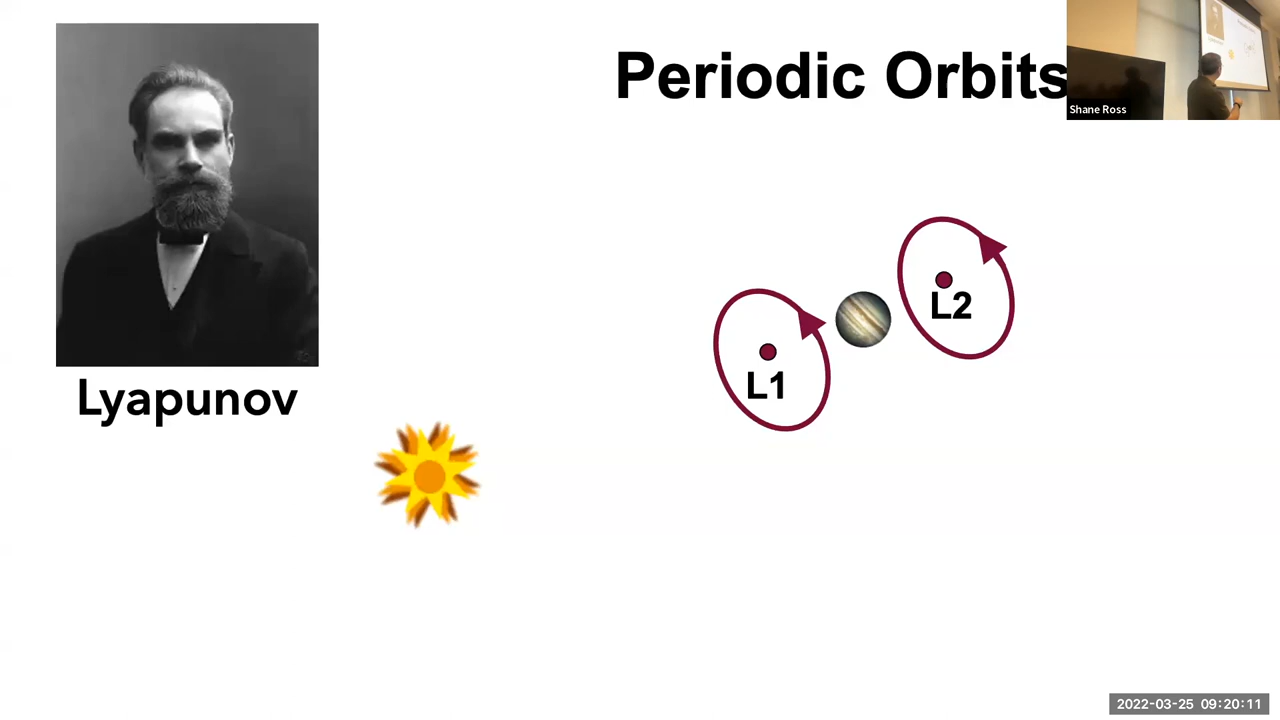 Periodic Orbits
Shane Ross
L2
L1
Lyapunov
2022-03-25 09:20:11